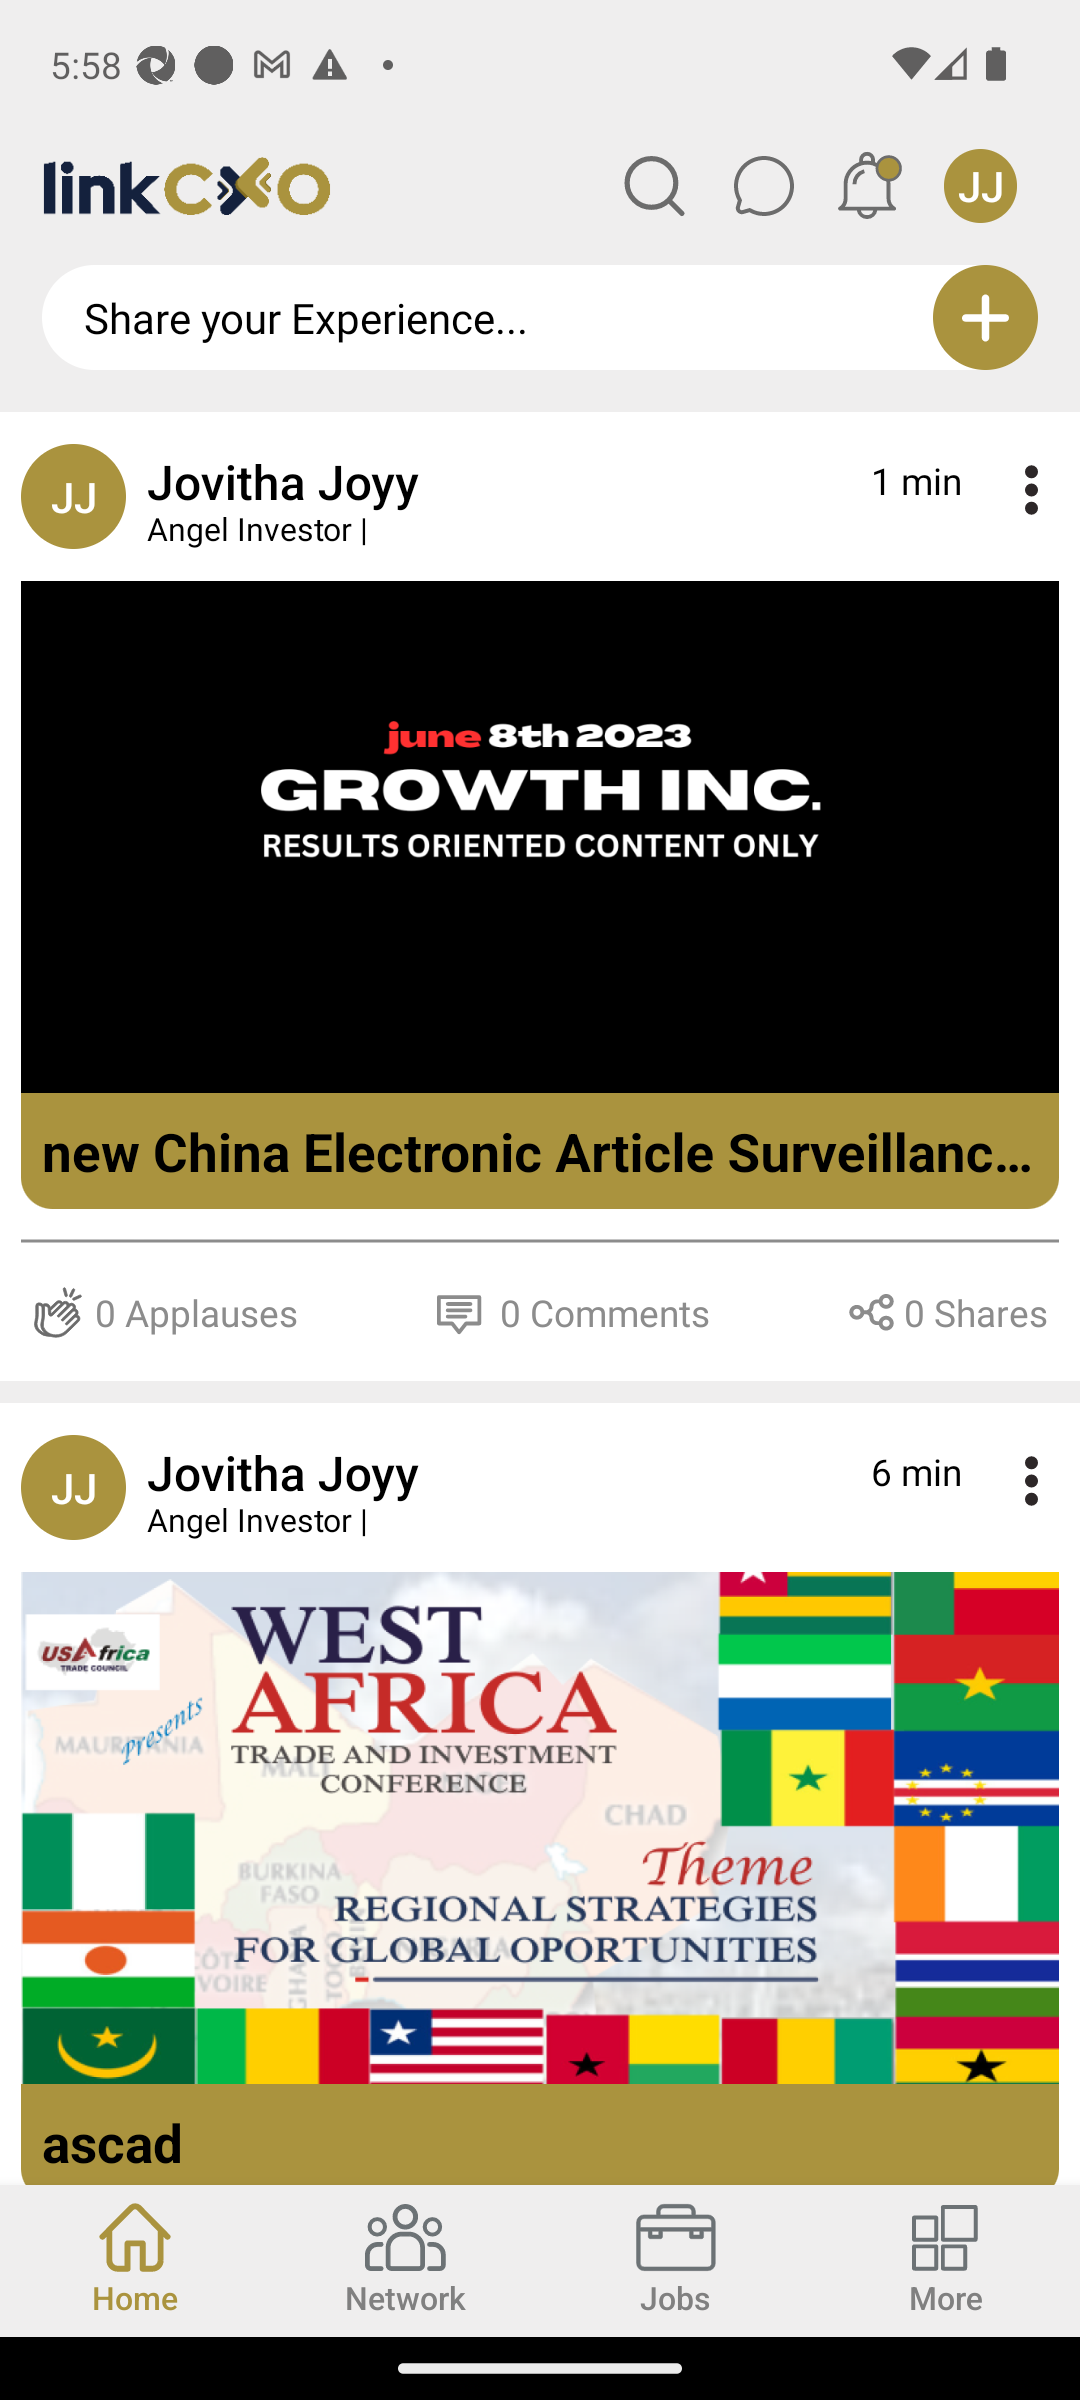 5:58
linkCXO
JJ
Share your Experience...
JJ
Jovitha Joyy
1 min
Angel Investor |
june 8th 2023
GROWTH INC.
RESULTS ORIENTED CONTENT ONLY
new China Electronic Article Surveillanc...
0 Applauses
0 Comments
0 Shares
JJ
Jovitha Joyy
6 min
Angel Investor |
USAfrica
TRADE COUNCIL
presents
WEST
AFRICA
TRADE AND INVESTMENT
CONFERENCE
MAURITANIA
MALI
CHAD
BURKINA
FASO
Theme
REGIONAL STRATEGIES
FOR GLOBAL OPORTUNITIES
NIGERIA
CÔTE
IVOIRE
GHANA
TOGO
ascad
Home
Network
Jobs
More